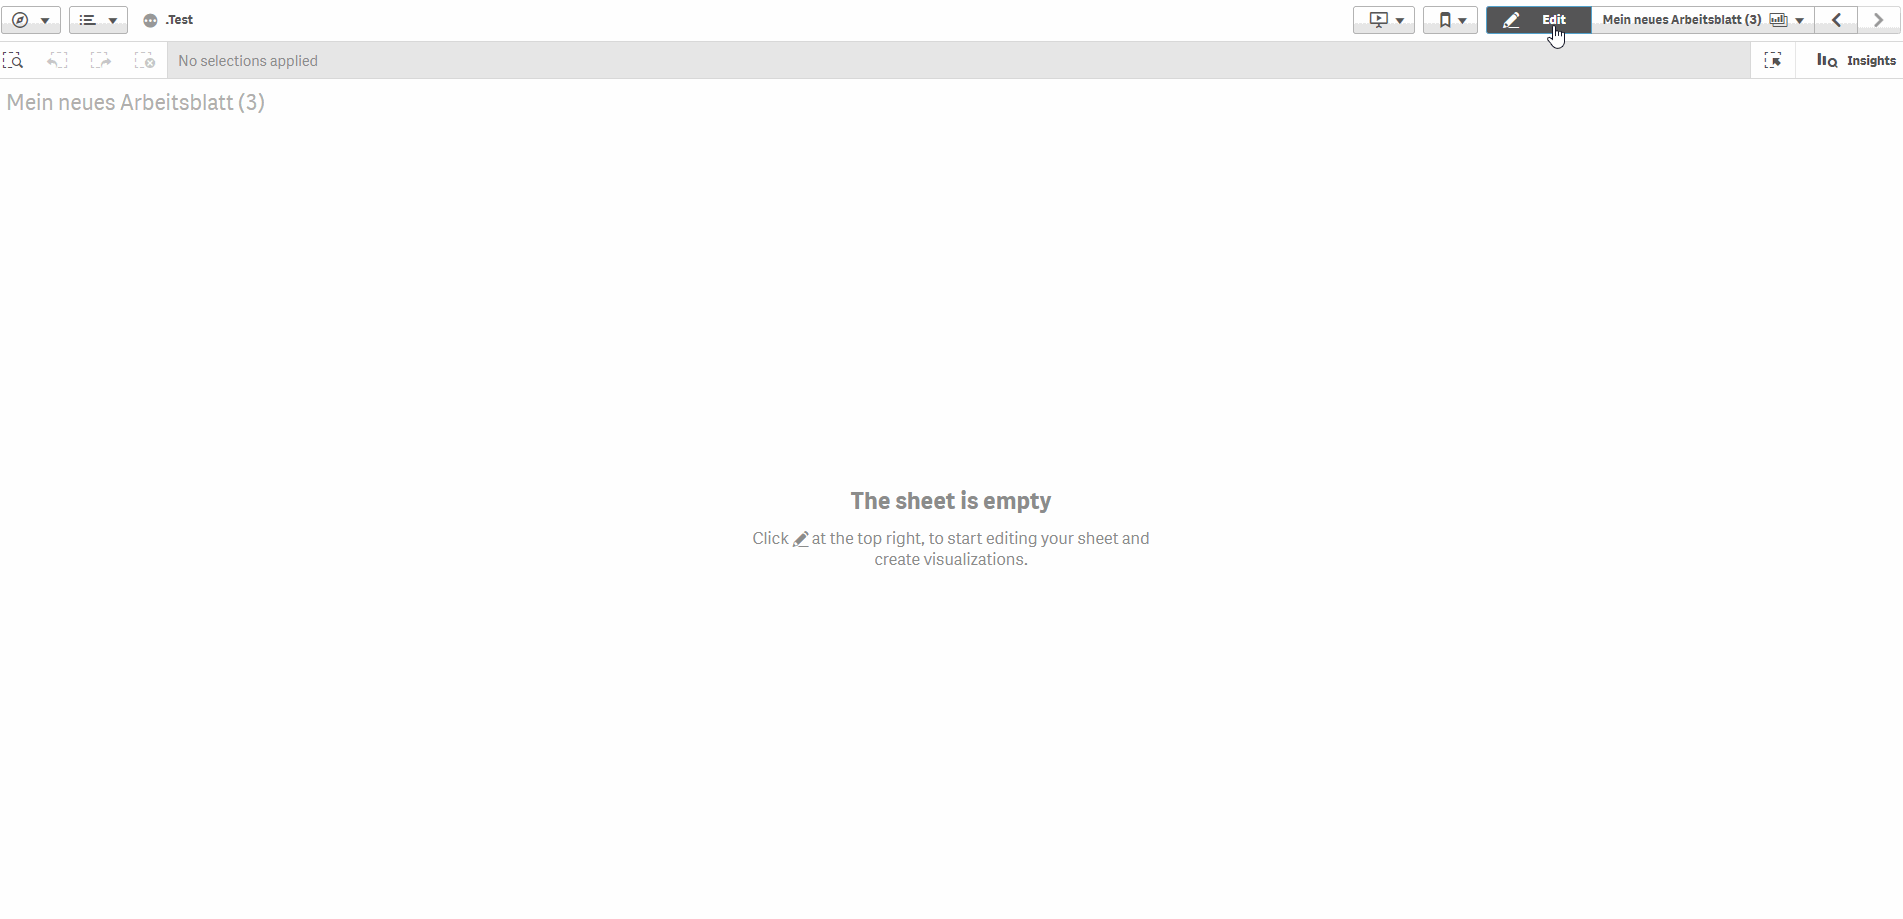 .Test
Edit
Mein neues Arbeitsblatt (3)
No selections applied
Insights
Mein neues Arbeitsblatt (3)
The sheet is empty
Click at the top right, to start editing your sheet and
create visualizations.